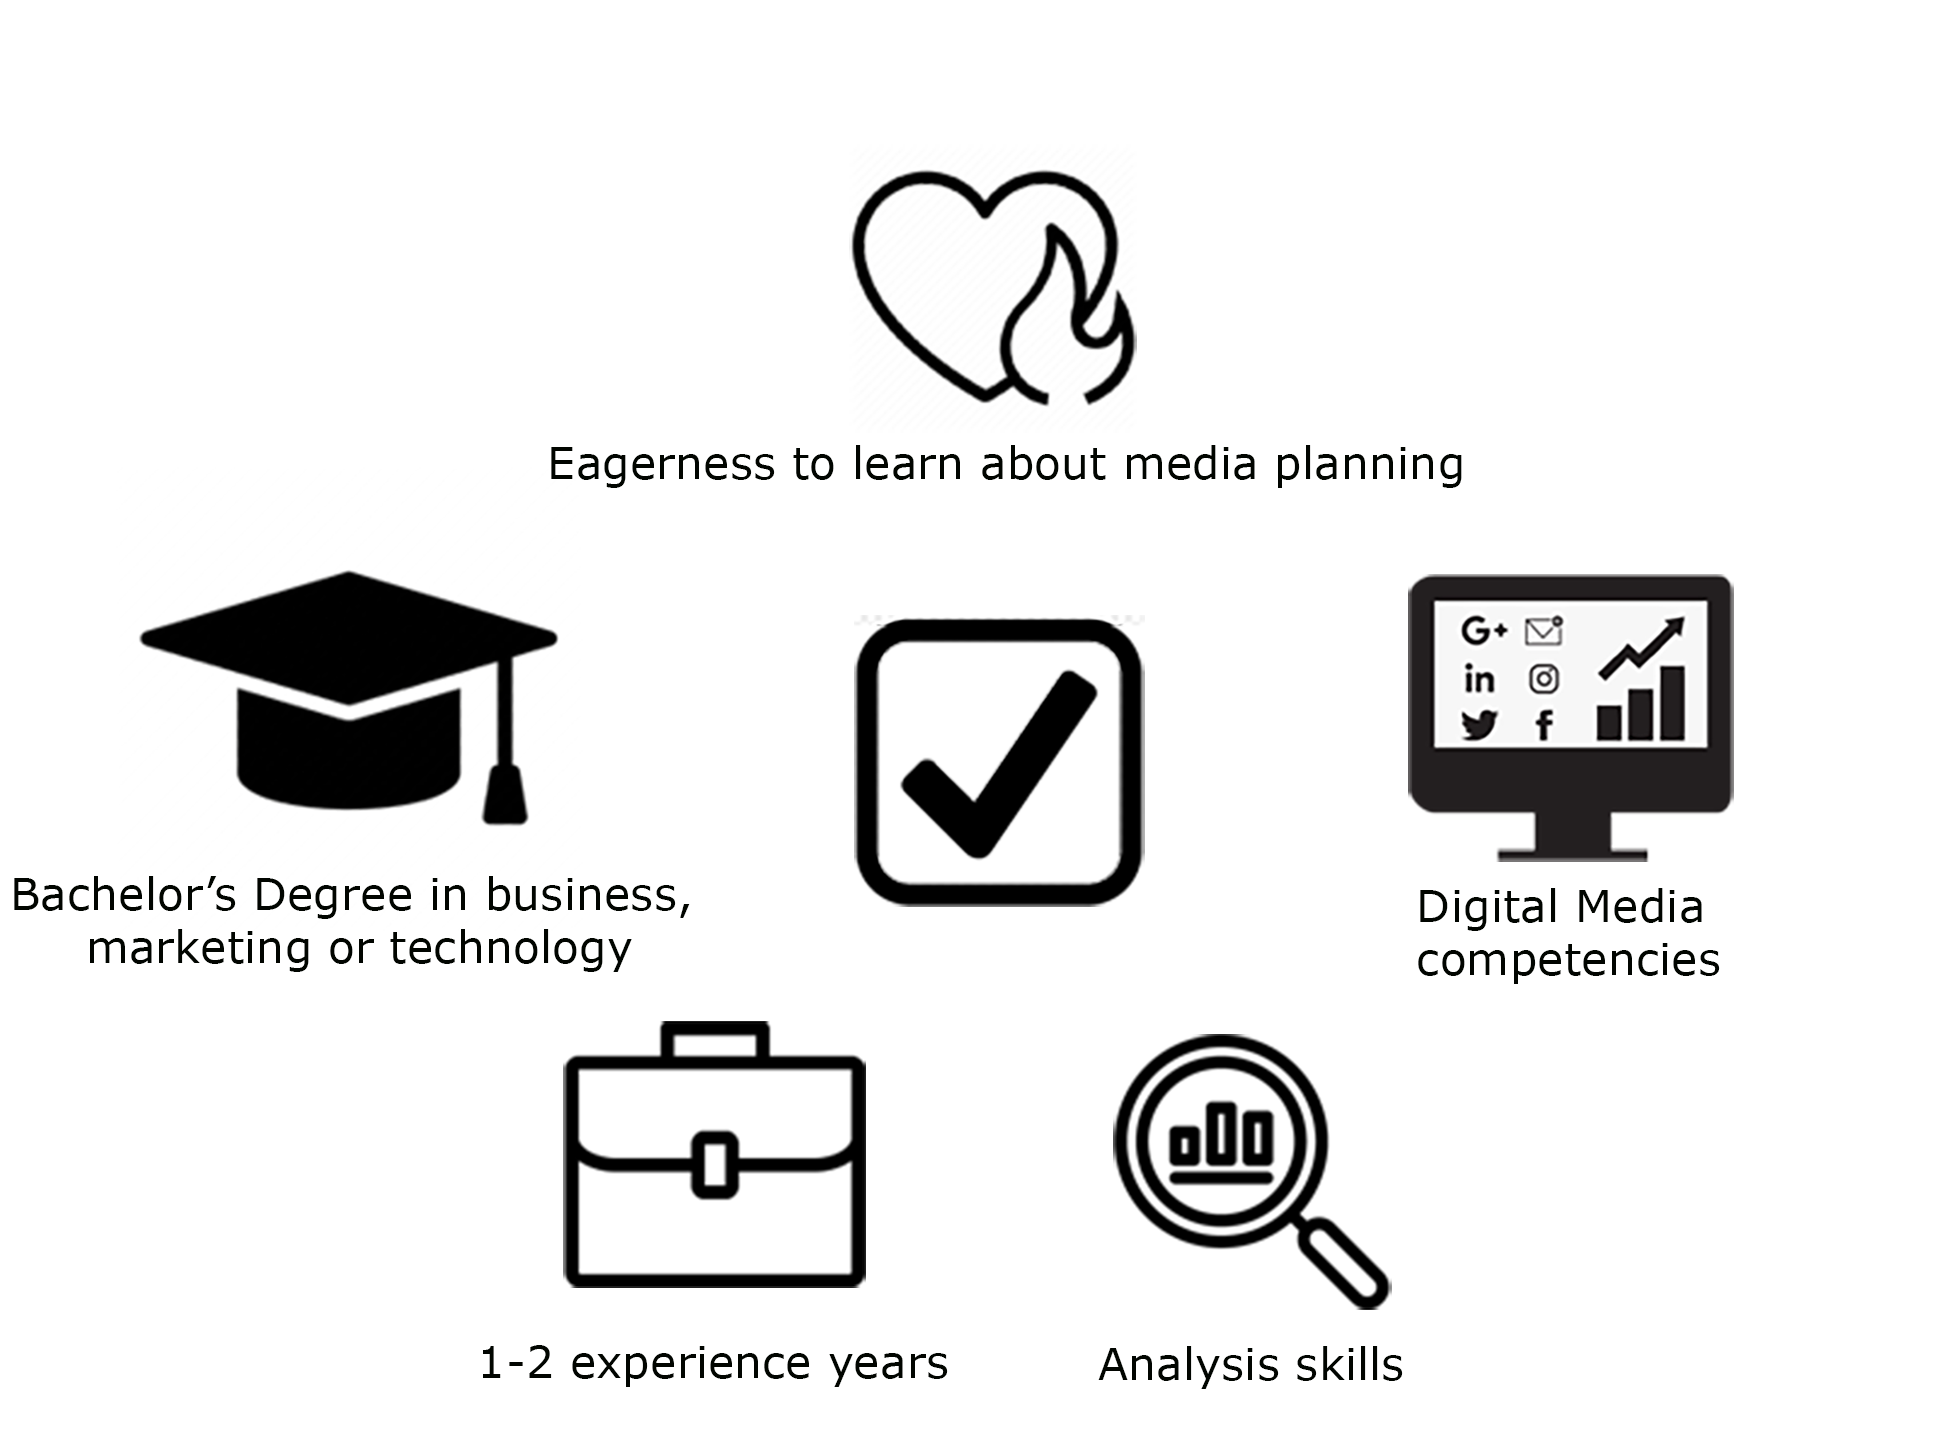 Eagerness to learn about media planning
Bachelor’s Degree in business,
marketing or technology
G+
in
f
Digital Media
competencies
1-2 experience years
Analysis skills